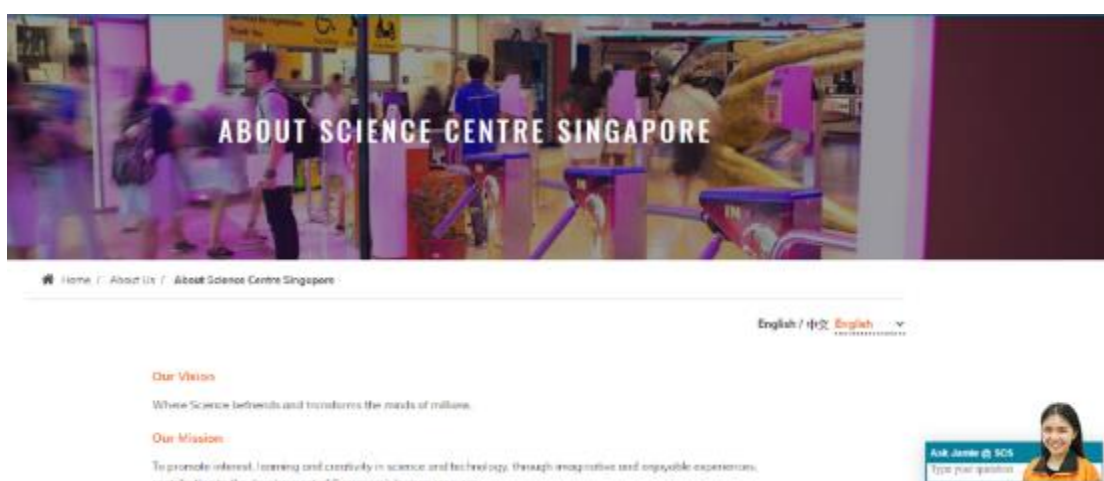 ABOUT SCIENCE CENTRE SINGAPORE
Home / About Us / About Science Centre Singapore
English / 中文 English
Our Vision
Where Science befriends and transforms the minds of millions.
Our Mission
To promote interest, learning and creativity in science and technology, through imaginative and enjoyable experiences,
Ask Jamie @ SCS
Type your question
IN